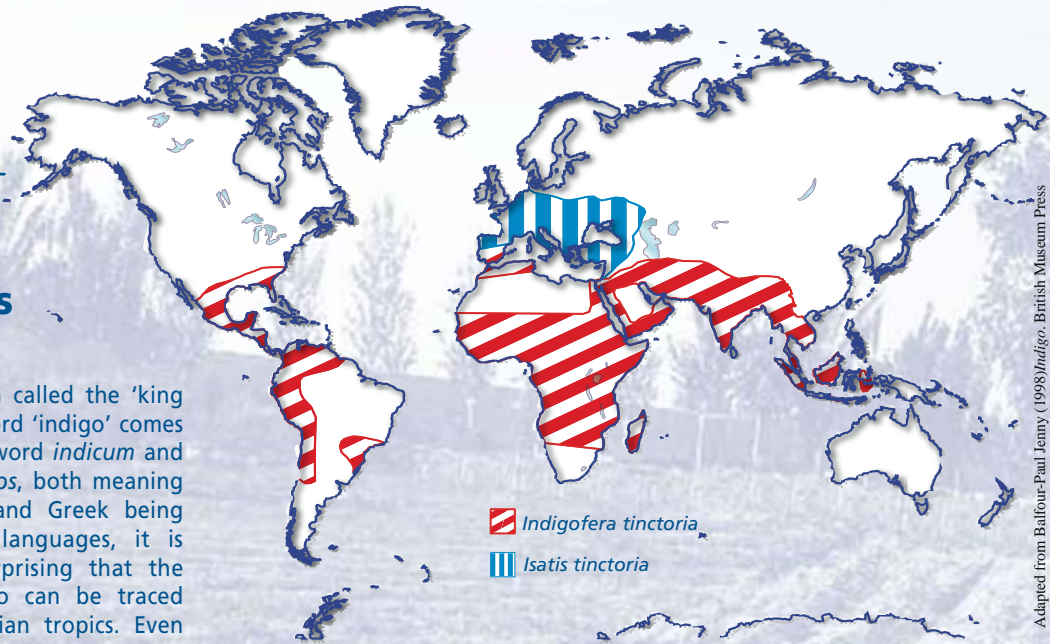 s
n called the ‘king
ord ‘indigo’ comes
word indicum and
os, both meaning
and Greek being
languages, it is
rprising that the
o can be traced
ian tropics. Even
Indigofera tinctoria
Isatis tinctoria
Adapted from Balfour-Paul Jenny (1998)Indigo. British Museum Press